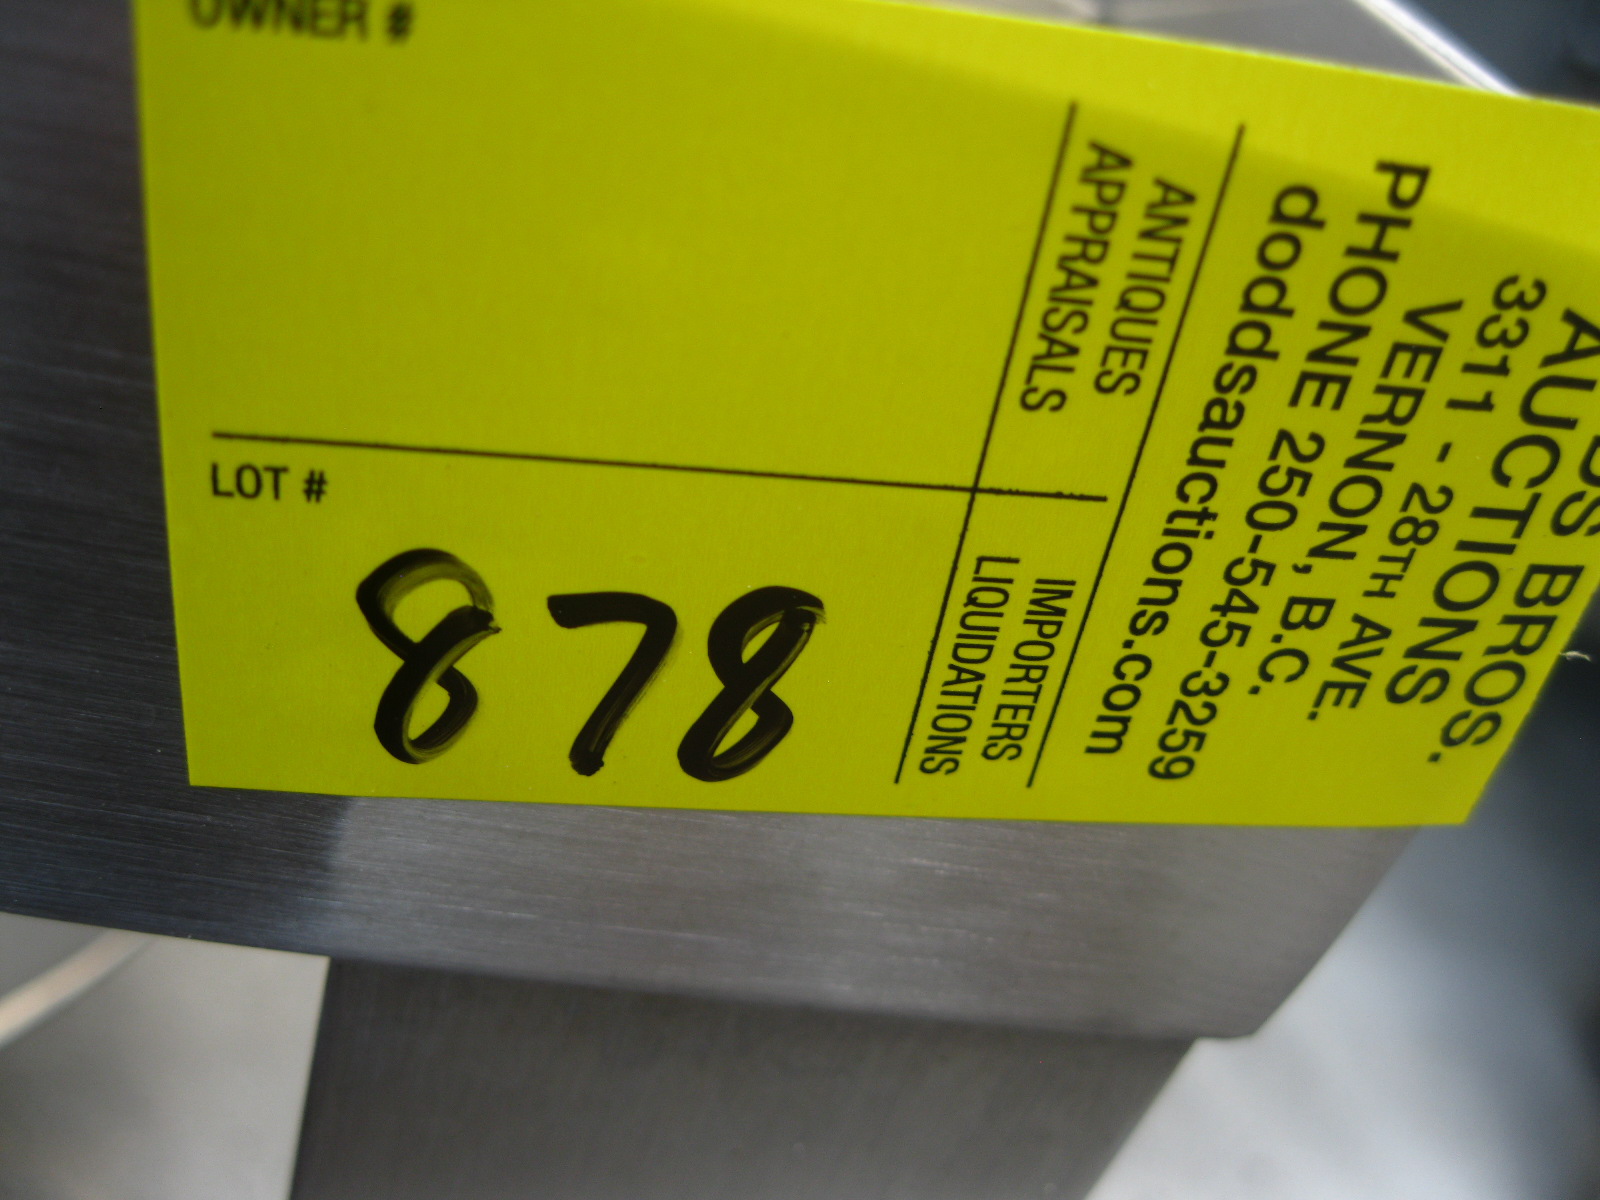 OWNER #
LOT #
878
BROS.
AUCTIONS
3311 - 28TH AVE.
VERNON, B.C.
PHONE 250-545-3259
doddsauctions.com
ANTIQUES
APPRAISALS
IMPORTERS
LIQUIDATIONS